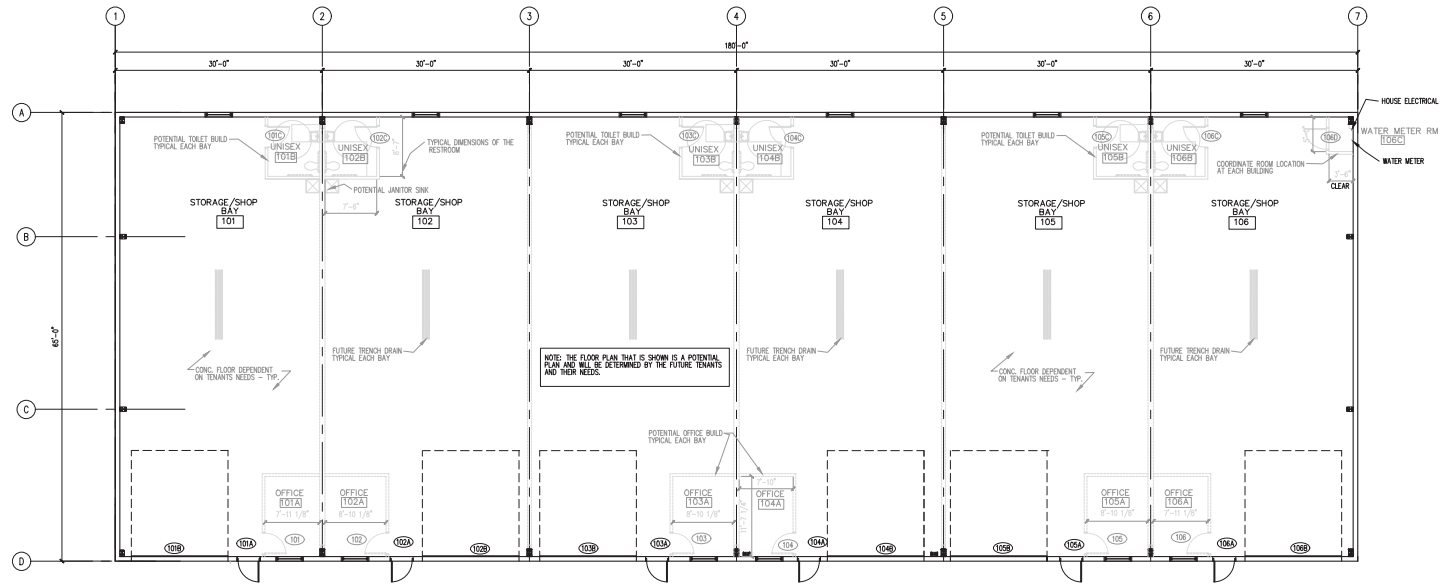 1 2 3 4 5 6 7
180'-0"
30'-0" 30'-0" 30'-0" 30'-0" 30'-0" 30'-0"
A
B
C
D
65'-0"
HOUSE ELECTRICAL
WATER METER RM
106C
WATER METER
106D
COORDINATE ROOM LOCATION
AT EACH BUILDING
3'-6"
CLEAR
POTENTIAL TOILET BUILD
TYPICAL EACH BAY
101C
UNISEX
101B
102C
UNISEX
102B
TYPICAL DIMENSIONS OF THE
RESTROOM
POTENTIAL JANITOR SINK
7'-6"
POTENTIAL TOILET BUILD
TYPICAL EACH BAY
103C
UNISEX
103B
104C
UNISEX
104B
POTENTIAL TOILET BUILD
TYPICAL EACH BAY
105C
UNISEX
105B
106C
UNISEX
106B
STORAGE/SHOP
BAY
101
STORAGE/SHOP
BAY
102
STORAGE/SHOP
BAY
103
STORAGE/SHOP
BAY
104
STORAGE/SHOP
BAY
105
STORAGE/SHOP
BAY
106
CONC. FLOOR DEPENDENT
ON TENANTS NEEDS - TYP.
FUTURE TRENCH DRAIN
TYPICAL EACH BAY
NOTE: THE FLOOR PLAN THAT IS SHOWN IS A POTENTIAL
PLAN AND WILL BE DETERMINED BY THE FUTURE TENANTS
AND THEIR NEEDS.
FUTURE TRENCH DRAIN
TYPICAL EACH BAY
CONC. FLOOR DEPENDENT
ON TENANTS NEEDS - TYP.
FUTURE TRENCH DRAIN
TYPICAL EACH BAY
POTENTIAL OFFICE BUILD
TYPICAL EACH BAY
OFFICE
101A
7'-11 1/8"
OFFICE
102A
8'-10 1/8"
OFFICE
103A
8'-10 1/8"
7'-10"
OFFICE
104A
11'-7 1/4"
OFFICE
105A
8'-10 1/8"
OFFICE
106A
7'-11 1/8"
101B 101A 101 102 102A 102B 103B 103A 103 104 104A 104B 105B 105A 105 106 106A 106B